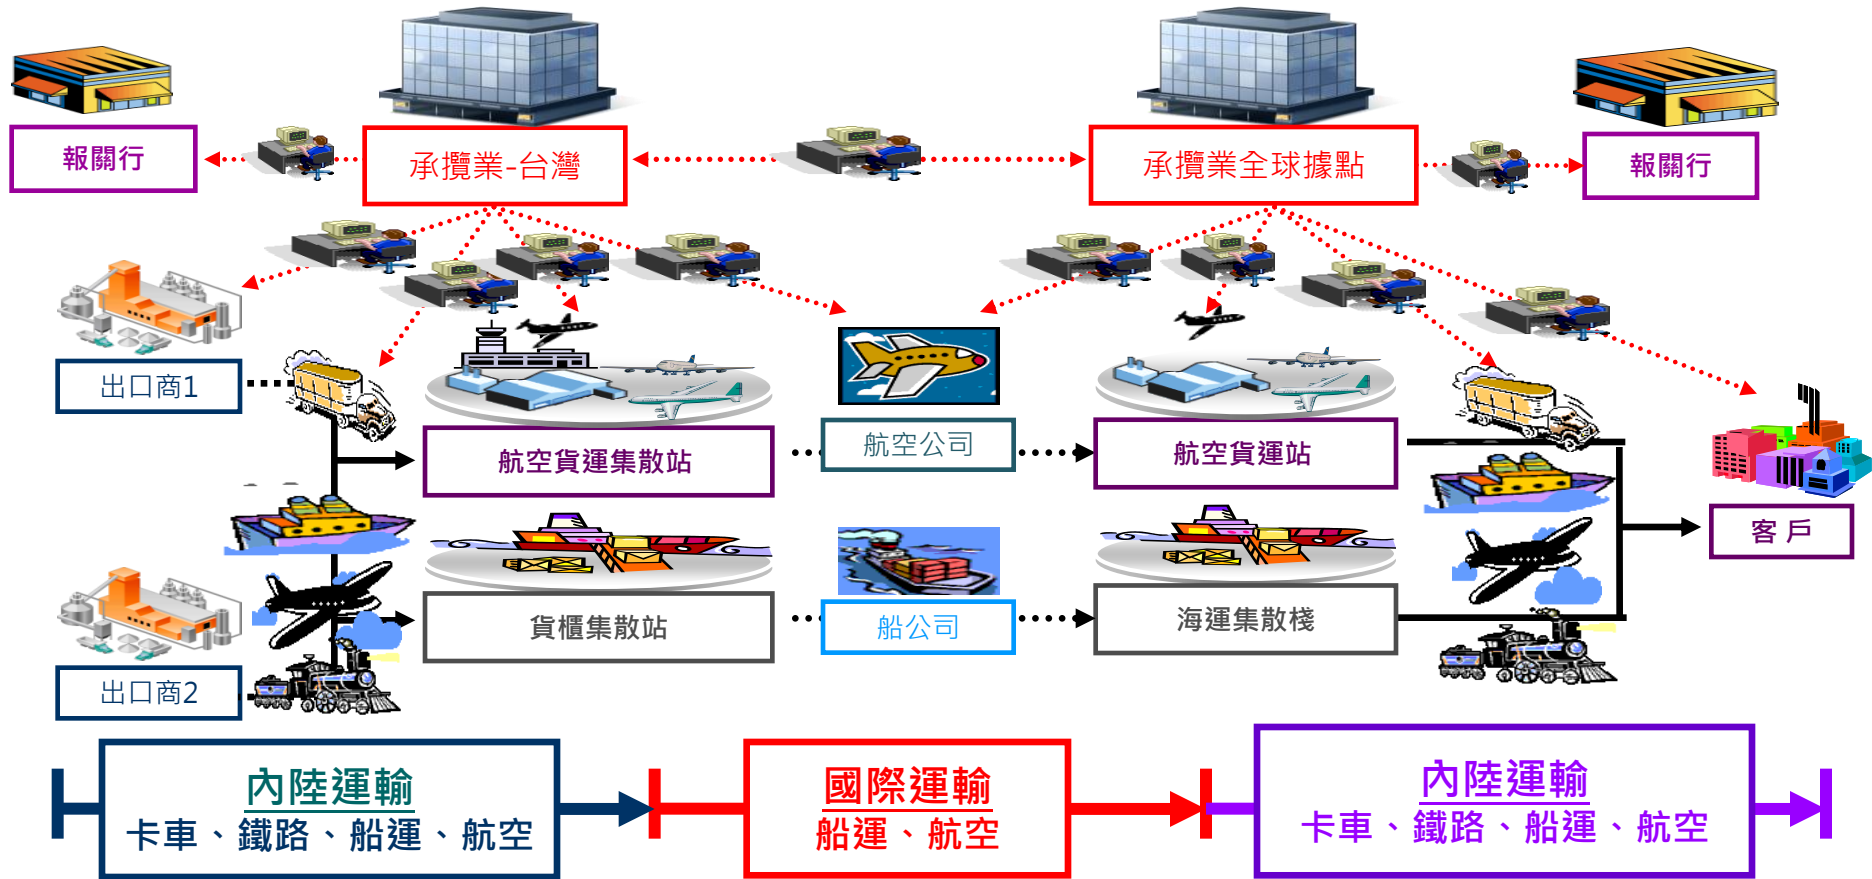 報關行
承攬業-台灣
承攬業全球據點
報關行
出口商1
航空貨運集散站
航空公司
航空貨運站
客戶
貨櫃集散站
船公司
海運集散棧
出口商2
內陸運輸
卡車、鐵路、船運、航空
國際運輸
船運、航空
內陸運輸
卡車、鐵路、船運、航空